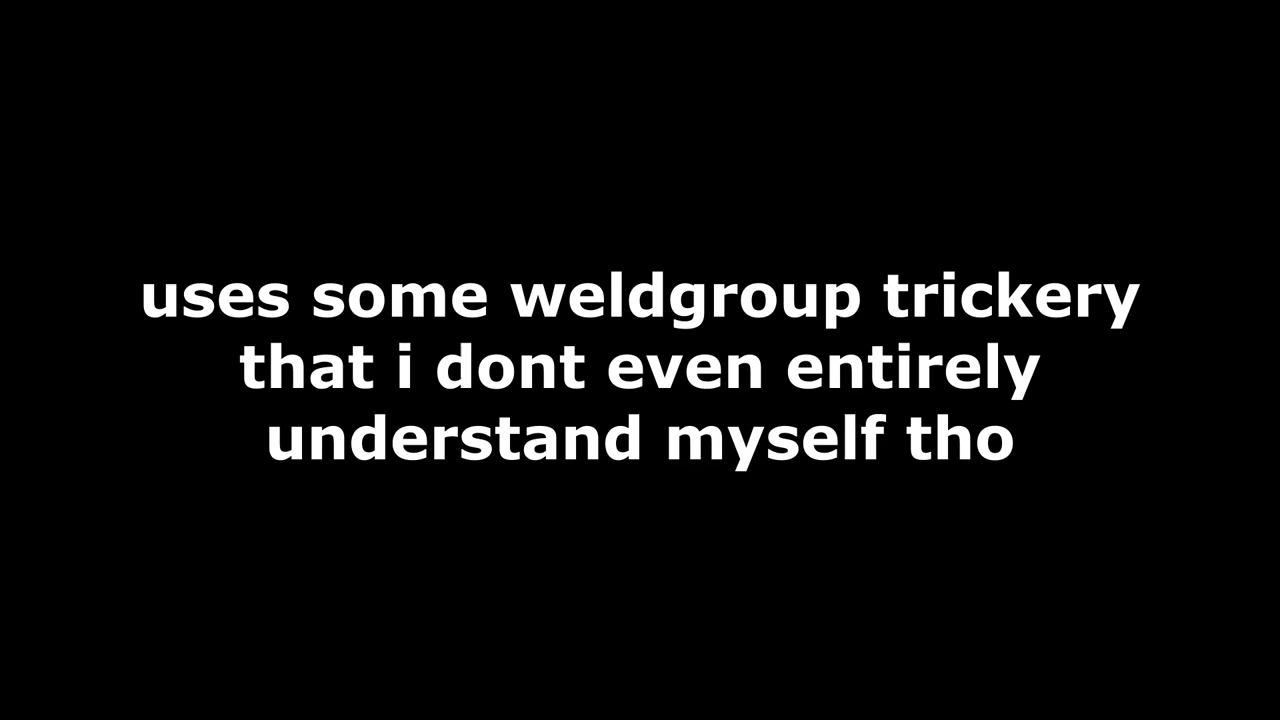 uses some weldgroup trickery
that i dont even entirely
understand myself tho